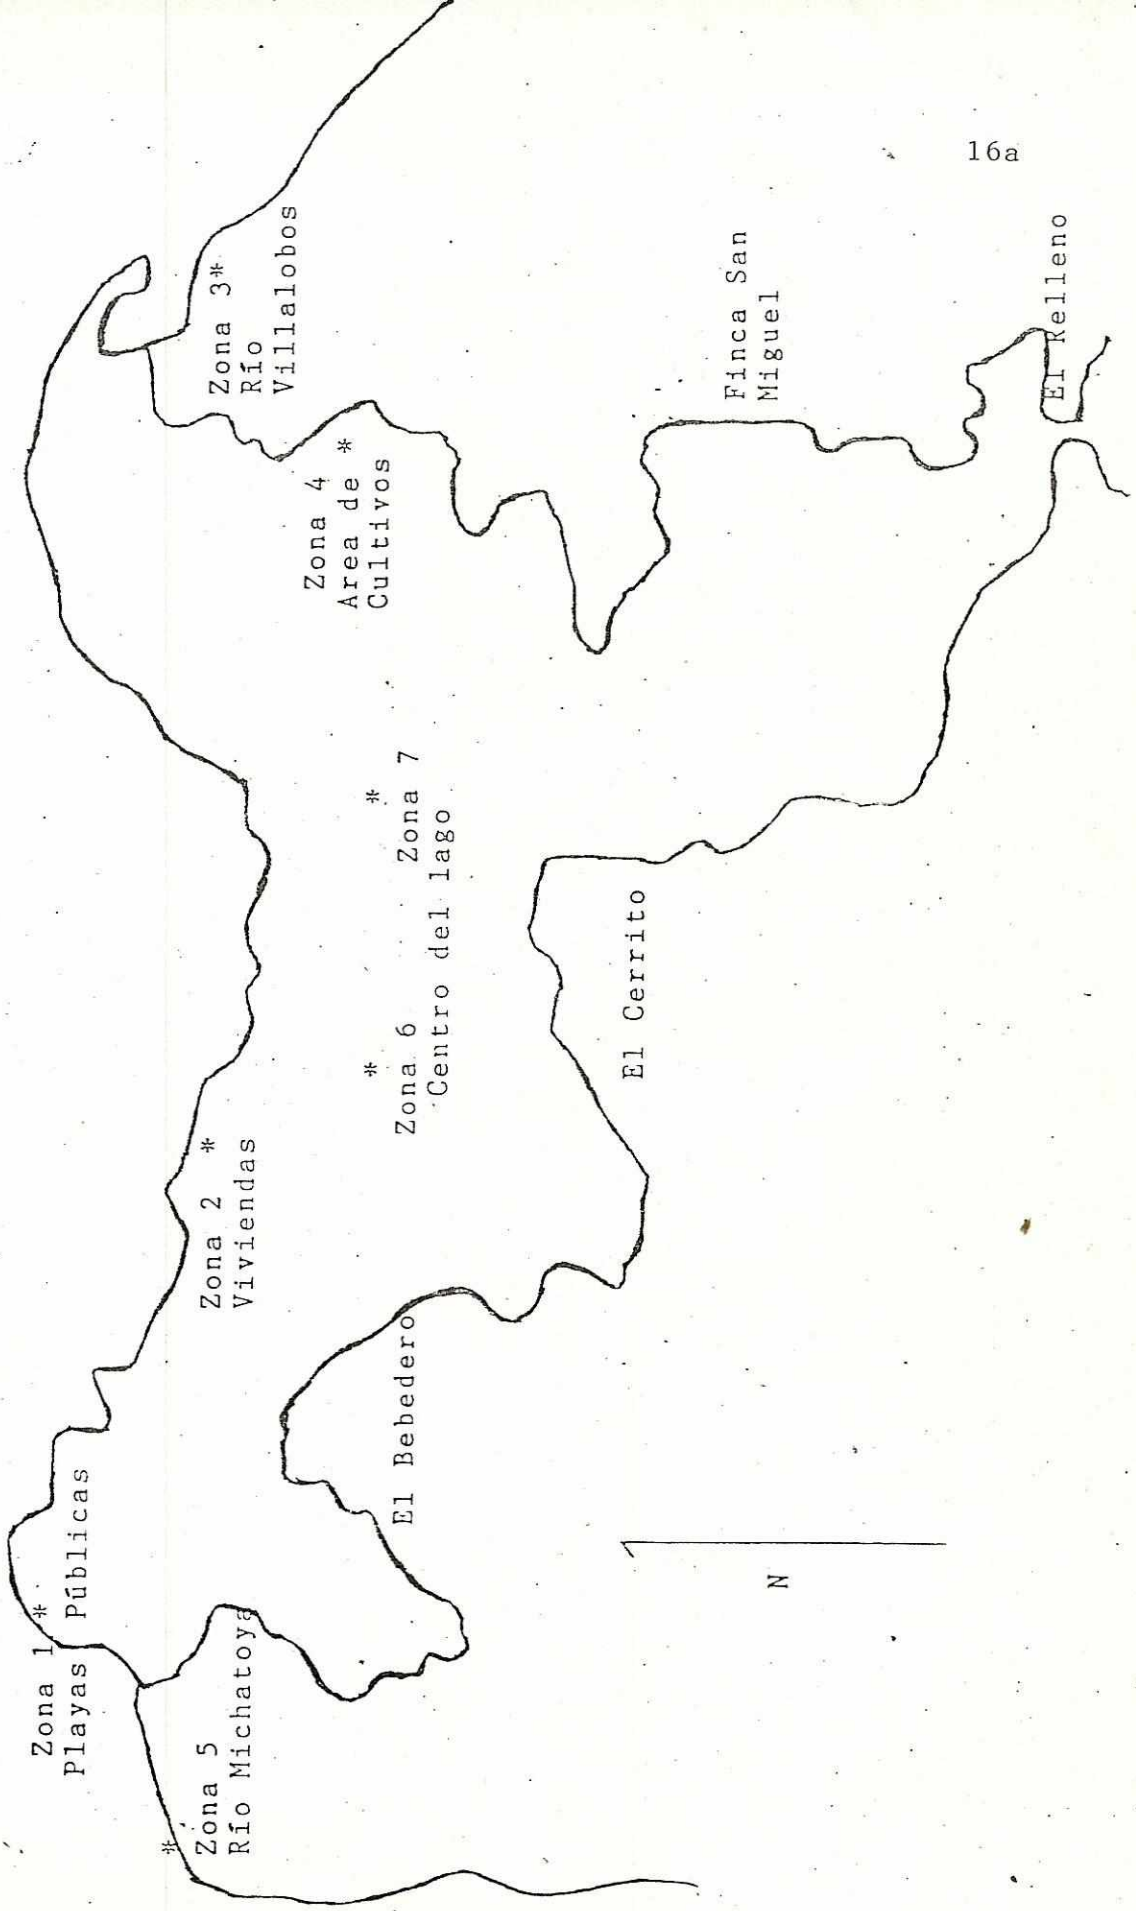 16a
Zona 1 *
Playas Públicas
Zona 5
*
Río Michatoya
Zona 2 *
Viviendas
El Bebedero
N
*
Zona 6
*
Zona 7
Centro del lago
El Cerrito
Zona 3*
Río
Villalobos
Zona 4
Area de *
Cultivos
Finca San
Miguel
El Relleno